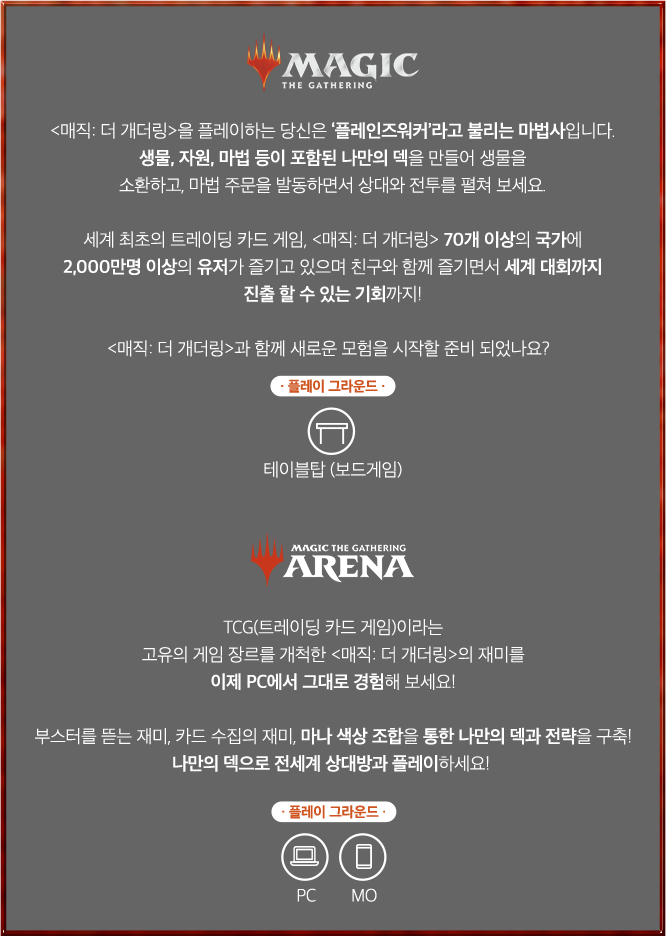 MAGIC
THE GATHERING
<매직: 더 개더링>을 플레이하는 당신은 ‘플레인즈워커’라고 불리는 마법사입니다.
생물, 자원, 마법 등이 포함된 나만의 덱을 만들어 생물을
소환하고, 마법 주문을 발동하면서 상대와 전투를 펼쳐 보세요.
세계 최초의 트레이딩 카드 게임, <매직: 더 개더링> 70개 이상의 국가에
2,000만명 이상의 유저가 즐기고 있으며 친구와 함께 즐기면서 세계 대회까지
진출 할 수 있는 기회까지!
<매직: 더 개더링>과 함께 새로운 모험을 시작할 준비 되었나요?
· 플레이 그라운드 ·
테이블탑 (보드게임)
MAGIC THE GATHERING
ARENA
TCG(트레이딩 카드 게임)이라는
고유의 게임 장르를 개척한 <매직: 더 개더링>의 재미를
이제 PC에서 그대로 경험해 보세요!
부스터를 뜯는 재미, 카드 수집의 재미, 마나 색상 조합을 통한 나만의 덱과 전략을 구축!
나만의 덱으로 전세계 상대방과 플레이하세요!
· 플레이 그라운드 ·
PC MO